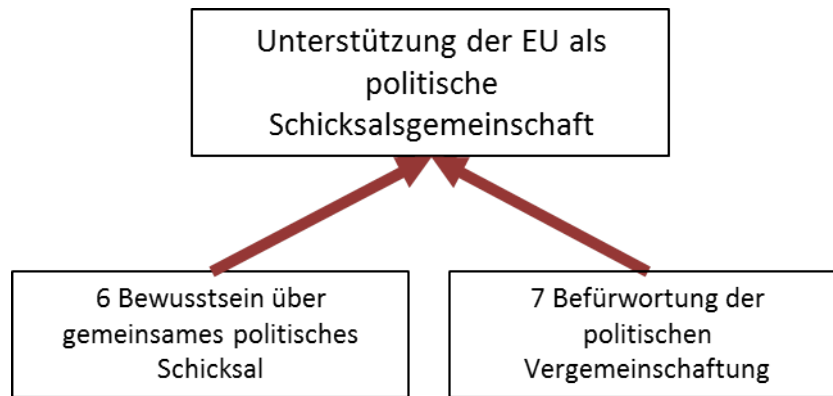 Unterstützung der EU als
politische
Schicksalsgemeinschaft
6 Bewusstsein über
gemeinsames politisches
Schicksal
7 Befürwortung der
politischen
Vergemeinschaftung